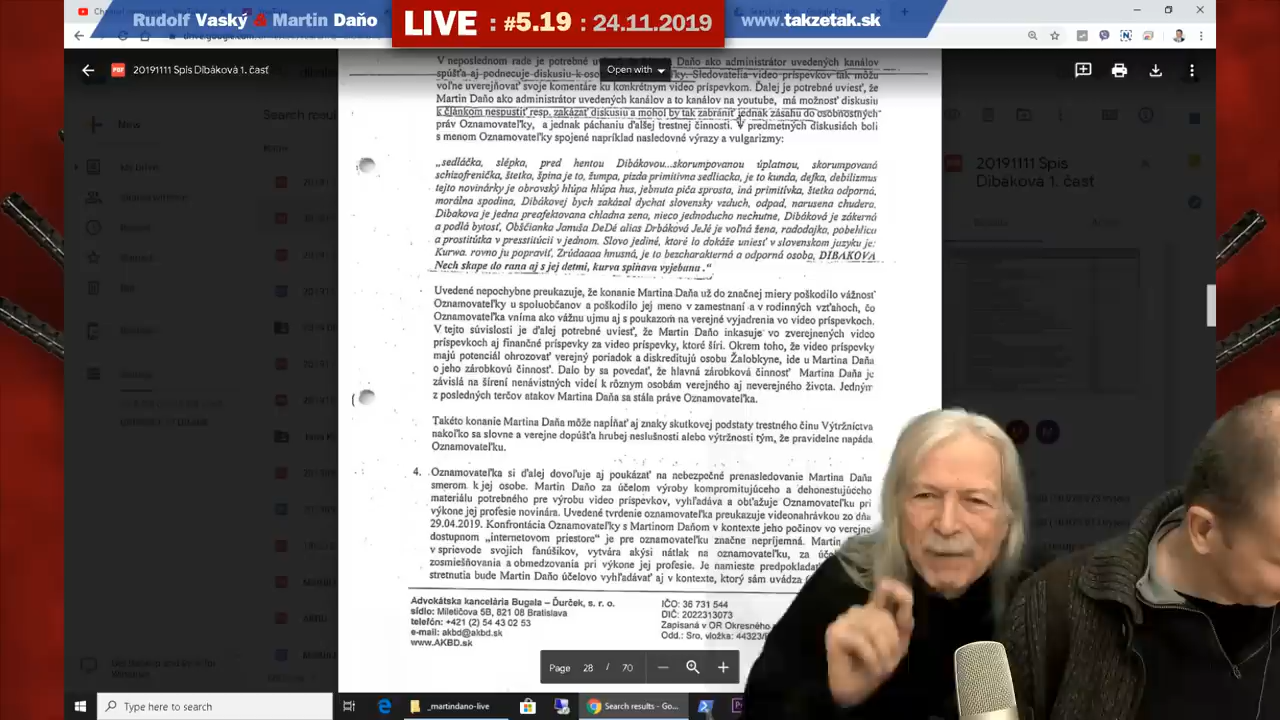 Rudolf Vaský & Martin Daňo
LIVE : #5.19 : 24.11.2019
www.takzetak.sk
20191111 Spis Dibáková 1. časť
Open with
V neposlednom rade je potrebné Daňo ako administrátor uvedených kanálov
spúšťa aj podnecuje diskusiu k Sledovatelia video príspevkov tak môžu
voľne uverejňovať svoje komentáre ku konkrétnym video príspevkom. Ďalej je potrebné uviesť, že
Martin Daňo ako administrátor uvedených kanálov a to kanálov na youtube, má možnosť diskusiu
k článkom nespustiť resp. zakázať diskusiu a mohol by tak zabrániť jednak zásahu do osobnostných
práv Oznamovateľky, a jednak páchaniu ďalšej trestnej činnosti. V predmetných diskusiách boli
s menom Oznamovateľky spojené napríklad nasledovné výrazy a vulgarizmy:
„sedláčka, slépka, pred hentou Dibákovou...skorumpovanou úplatnou, skorumpovaná
schizofrenička, štetka, špina je to, žumpa, pizda primitívna sedliacka, je to kunda, defka, debilizmus
tejto novinárky je obrovský hlúpa hlúpa hus, jebnuta piča sprosta, iná primitívka, štetka odporná,
morálna spodina, Dibákovej bych zakázal dychat slovensky vzduch, odpad, narusena chudera,
Dibakova je jedna preafekovana chladna zena, nieco jednoducho nechutne, Dibáková je zákerná
a podlá bytosť, Obščianka Januša DeDé alias Drbáková JeJé je voľná žena, radodajka, pobehlica
a prostitútka v presstitúcii v jednom. Slovo jediné, ktoré lo dokáže uniesť v slovenskom jazyku je:
Kurwa. rovno ju popraviť, Zrúdaaaa hnusná, je to bezcharakterná a odporná osoba, DIBAKOVA
Nech skape do rana aj s jej detmi, kurva spinava vyjebana .“
Uvedené nepochybne preukazuje, že konanie Martina Daňa už do značnej miery poškodilo vážnosť
Oznamovateľky u spoluobčanov a poškodilo jej meno v zamestnaní a v rodinných vzťahoch, čo
Oznamovateľka vníma ako vážnu ujmu aj s poukazom na verejné vyjadrenia vo video príspevkoch.
V tejto súvislosti je ďalej potrebné uviesť, že Martin Daňo inkasuje vo zverejnených video
príspevkoch aj finančné príspevky za video príspevky, ktoré šíri. Okrem toho, že video príspevky
majú potenciál ohrozovať verejný poriadok a diskreditujú osobu Žalobkyne, ide u Martina Daňa
o jeho zárobkovú činnosť. Dalo by sa povedať, že hlavná zárobková činnosť Martina Daňa je
závislá na šírení nenávistných videí k rôznym osobám verejného aj neverejného života. Jedným
z posledných terčov atakov Martina Daňa sa stála práve Oznamovateľka.
Takéto konanie Martina Daňa môže napĺňať aj znaky skutkovej podstaty trestného činu Výtržníctva
nakoľko sa slovne a verejne dopúšťa hrubej neslušnosti alebo výtržnosti tým, že pravidelne napáda
Oznamovateľku.
4. Oznamovateľka si ďalej dovoľuje aj poukázať na nebezpečné prenasledovanie Martina Daňa
smerom k jej osobe. Martin Daňo za účelom výroby kompromitujúceho a dehonestujúceho
materiálu potrebného pre výrobu video príspevkov, vyhľadáva a obťažuje Oznamovateľku pri
výkone jej profesie novinára. Uvedené tvrdenie oznamovateľka preukazuje videonahrávkou zo dňa
29.04.2019. Konfrontácia Oznamovateľky s Martinom Daňom v kontexte jeho počinov vo verejne
dostupnom „internetovom priestore“ je pre oznamovateľku značne nepríjemná. Martin
v sprievode svojich fanúšikov, vytvára akýsi nátlak na oznamovateľku, za
zosmiešňovania a obmedzovania pri výkone jej profesie. Je namieste predpokladať
stretnutia bude Martin Daňo účelovo vyhľadávať aj v kontexte, ktorý sám uvádza
Advokátska kancelária Bugala – Ďurček, s. r. o.
sídlo: Miletičova 5B, 821 08 Bratislava
telefón: +421 (2) 54 43 02 53
e-mail: akbd@akbd.sk
www.AKBD.sk
IČO: 36 731 544
DIČ: 2022313073
Zapísaná v OR Okresného
Odd.: Sro, vložka: 44323/
Page 28 / 70
20191111 Spis
Dibákova 1. časť
New
Search resu
Type here to search
_martindano-live
Search results - Go...